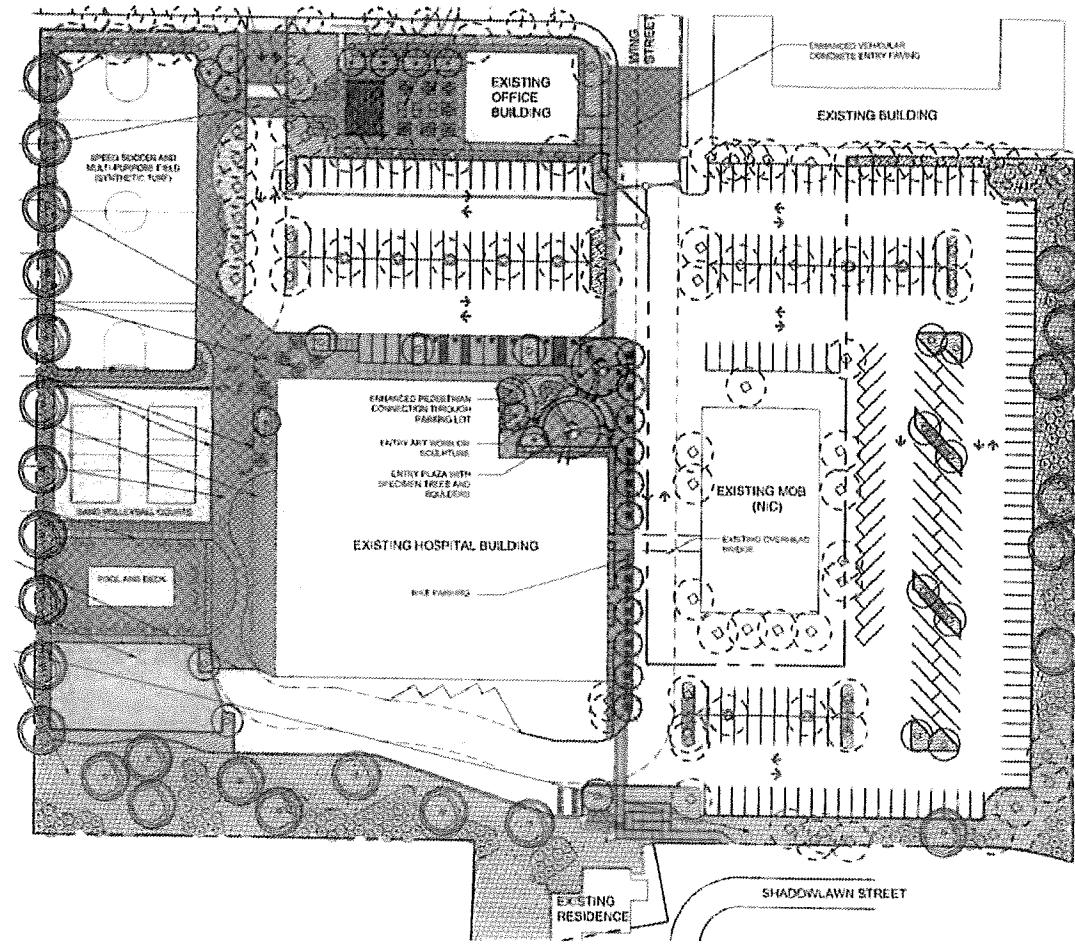 WING
STREET
ENHANCED VEHICULAR
CONCRETE ENTRY PAVING
EXISTING
OFFICE
BUILDING
EXISTING BUILDING
SPEED SOCCER AND
MULTI-PURPOSE FIELD
(SYNTHETIC TURF)
ENHANCED PEDESTRIAN
CONNECTION THROUGH
PARKING LOT
ENTRY ART WORK OR
SCULPTURE
ENTRY PLAZA WITH
SPECIMEN TREES AND
BOULDERS
EXISTING MOB
(NIC)
SAND VOLLEYBALL COURTS
EXISTING HOSPITAL BUILDING
EXISTING OVERHEAD
BRIDGE
POOL AND DECK
BIKE PARKING
SHADOWLAWN STREET
EXISTING
RESIDENCE